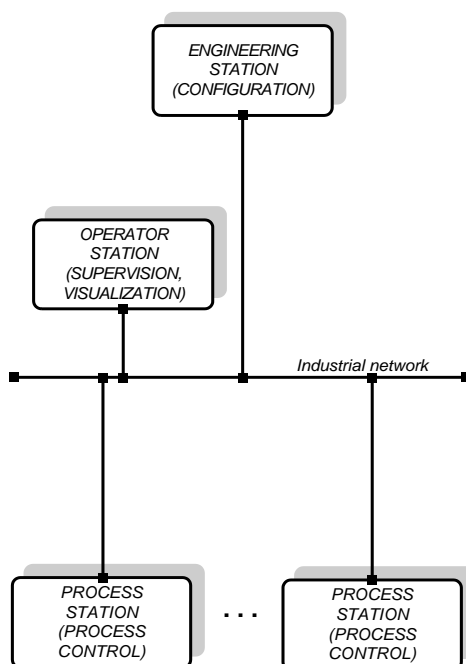 ENGINEERING
STATION
(CONFIGURATION)
OPERATOR
STATION
(SUPERVISION,
VISUALIZATION)
Industrial network
PROCESS
STATION
(PROCESS
CONTROL)
. . .
PROCESS
STATION
(PROCESS
CONTROL)